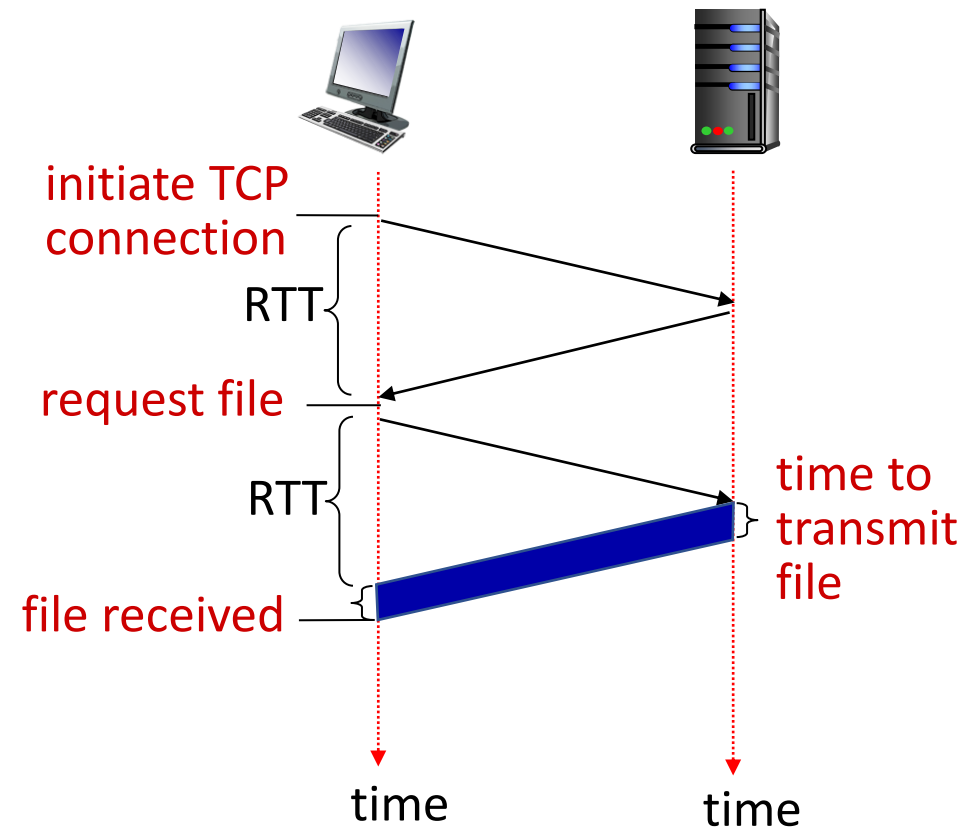 initiate TCP
connection
RTT
request file
RTT
time to
transmit
file
file received
time
time